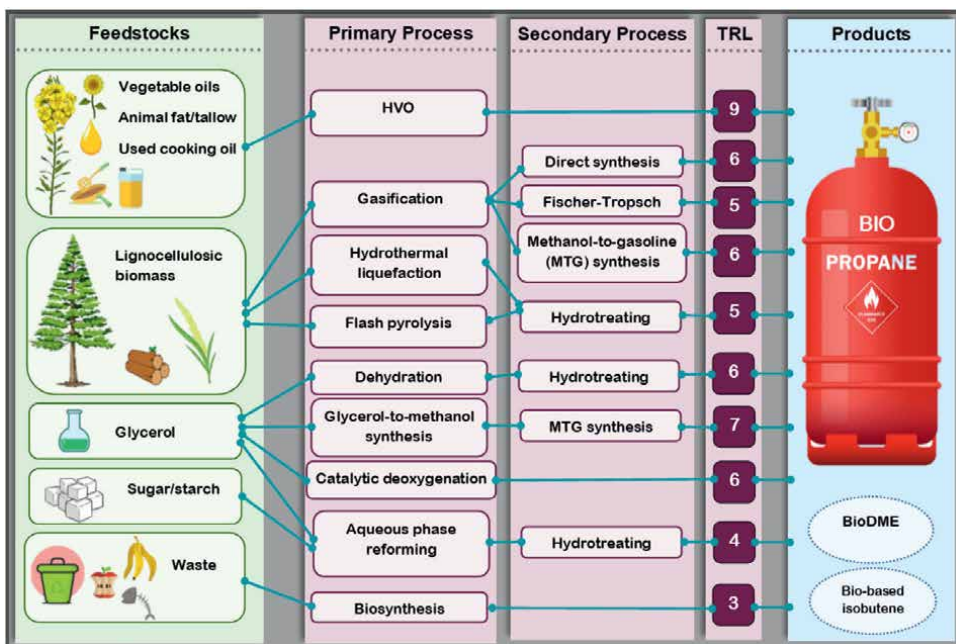 Feedstocks
Primary Process
Secondary Process
TRL
Products
Vegetable oils
Animal fat/tallow
Used cooking oil
HVO
9
Lignocellulosic
biomass
Gasification
Direct synthesis
6
Fischer-Tropsch
5
Methanol-to-gasoline
(MTG) synthesis
6
Hydrothermal
liquefaction
Flash pyrolysis
Hydrotreating
5
Glycerol
Dehydration
Hydrotreating
6
Glycerol-to-methanol
synthesis
MTG synthesis
7
Catalytic deoxygenation
6
Sugar/starch
Aqueous phase
reforming
Hydrotreating
4
Waste
Biosynthesis
3
BIO
PROPANE
BioDME
Bio-based
isobutene